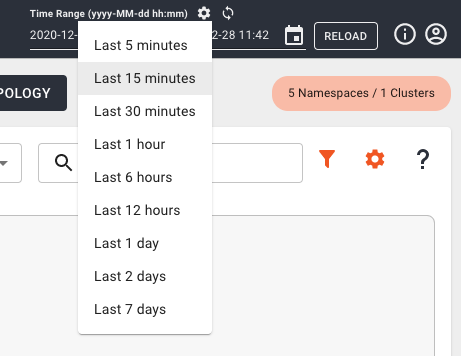 Time Range (yyyy-MM-dd hh:mm)
2020-12- 2-28 11:42
RELOAD
Last 5 minutes
Last 15 minutes
Last 30 minutes
Last 1 hour
Last 6 hours
Last 12 hours
Last 1 day
Last 2 days
Last 7 days
POLOGY
5 Namespaces / 1 Clusters
?